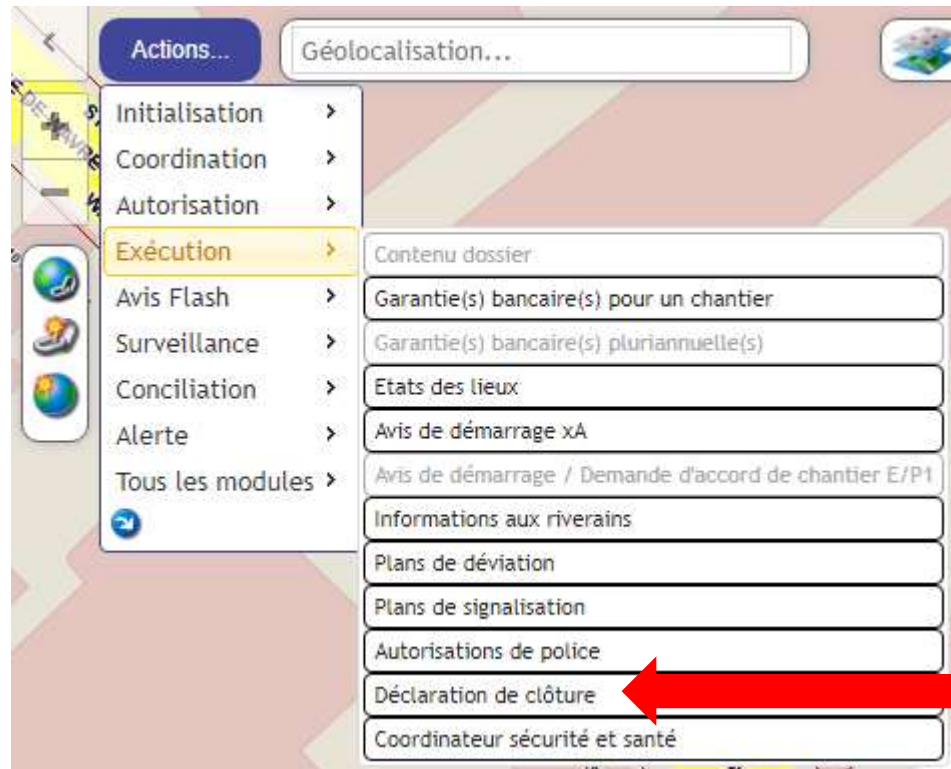 Actions...
Géolocalisation...
Initialisation
Coordination
Autorisation
Exécution
Avis Flash
Surveillance
Conciliation
Alerte
Tous les modules
Contenu dossier
Garantie(s) bancaire(s) pour un chantier
Garantie(s) bancaire(s) pluriannuelle(s)
Etats des lieux
Avis de démarrage xA
Avis de démarrage / Demande d'accord de chantier E/P1
Informations aux riverains
Plans de déviation
Plans de signalisation
Autorisations de police
Déclaration de clôture
Coordinateur sécurité et santé